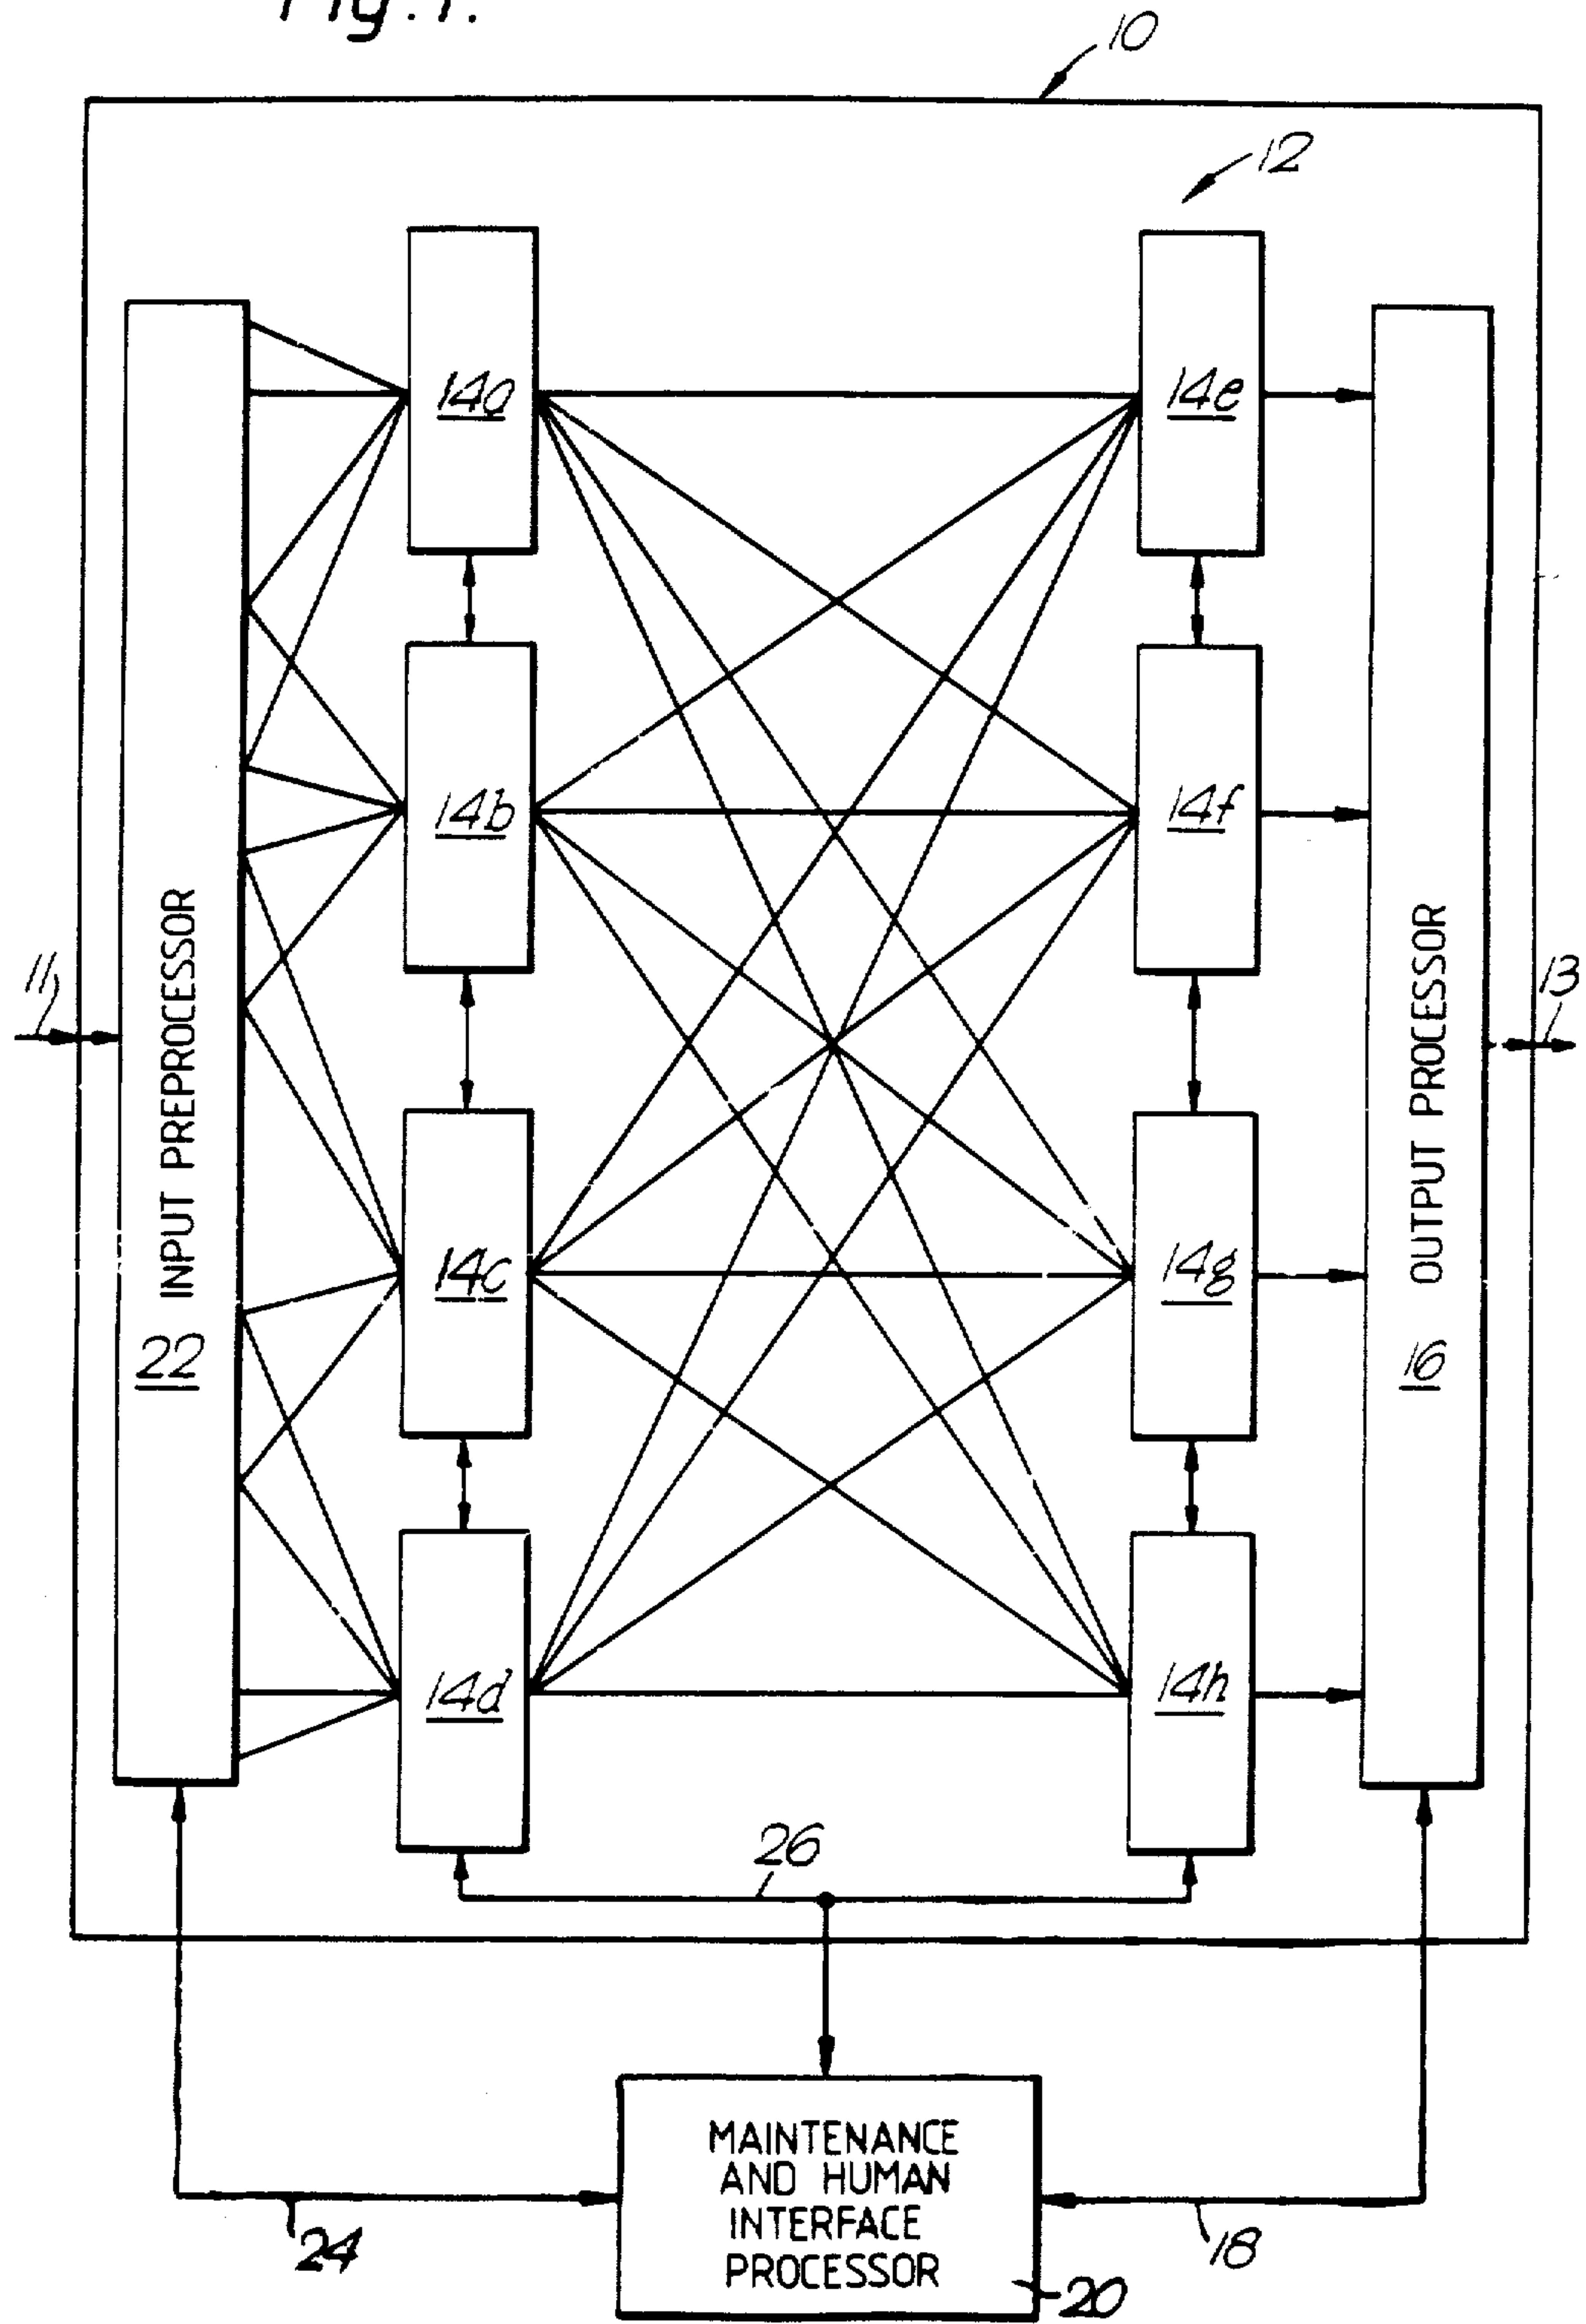 Fig. 1.
10
12
14a
14e
14b
14f
11
13
INPUT PREPROCESSOR
22
OUTPUT PROCESSOR
16
14c
14g
14d
14h
26
MAINTENANCE
AND HUMAN
INTERFACE
PROCESSOR
24
18
20